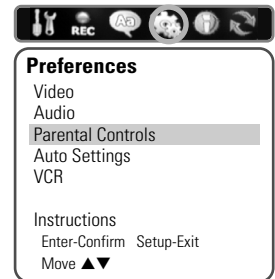 REC Aa i
Preferences
Video
Audio
Parental Controls
Auto Settings
VCR
Instructions
Enter-Confirm Setup-Exit
Move ▲▼